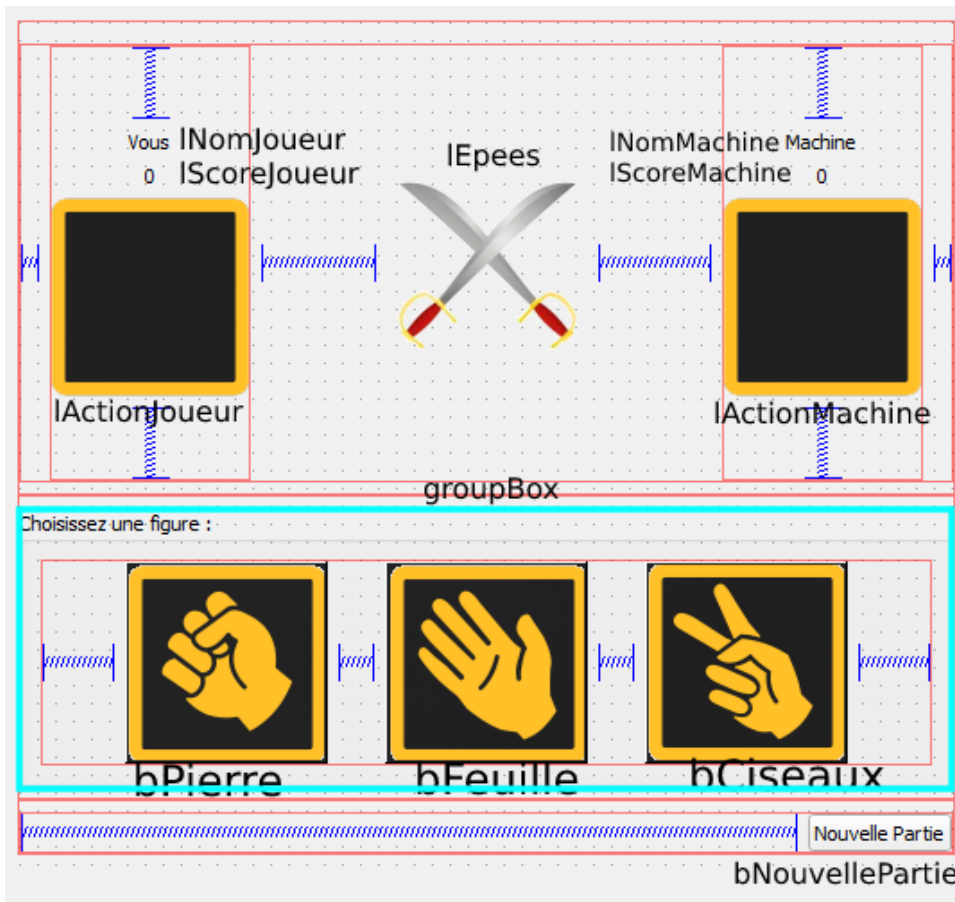 Vous lNomJoueur
0 lScoreJoueur
lEpees
lNomMachine Machine
lScoreMachine 0
lActionJoueur
lActionMachine
groupBox
Choisissez une figure :
bPierre
bFeuille
bCiseaux
Nouvelle Partie
bNouvellePartie